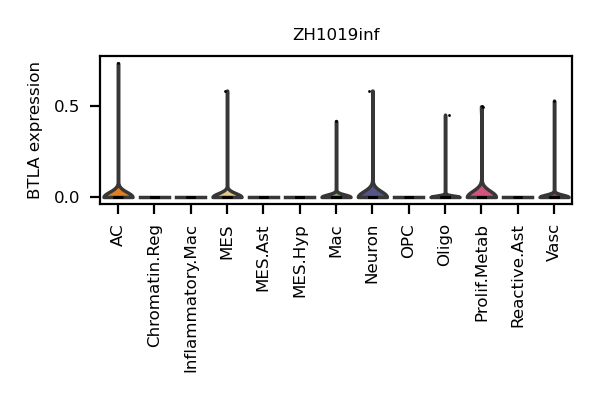 ZH1019inf
BTLA expression
0.5
0.0
AC
Chromatin.Reg
Inflammatory.Mac
MES
MES.Ast
MES.Hyp
Mac
Neuron
OPC
Oligo
Prolif.Metab
Reactive.Ast
Vasc